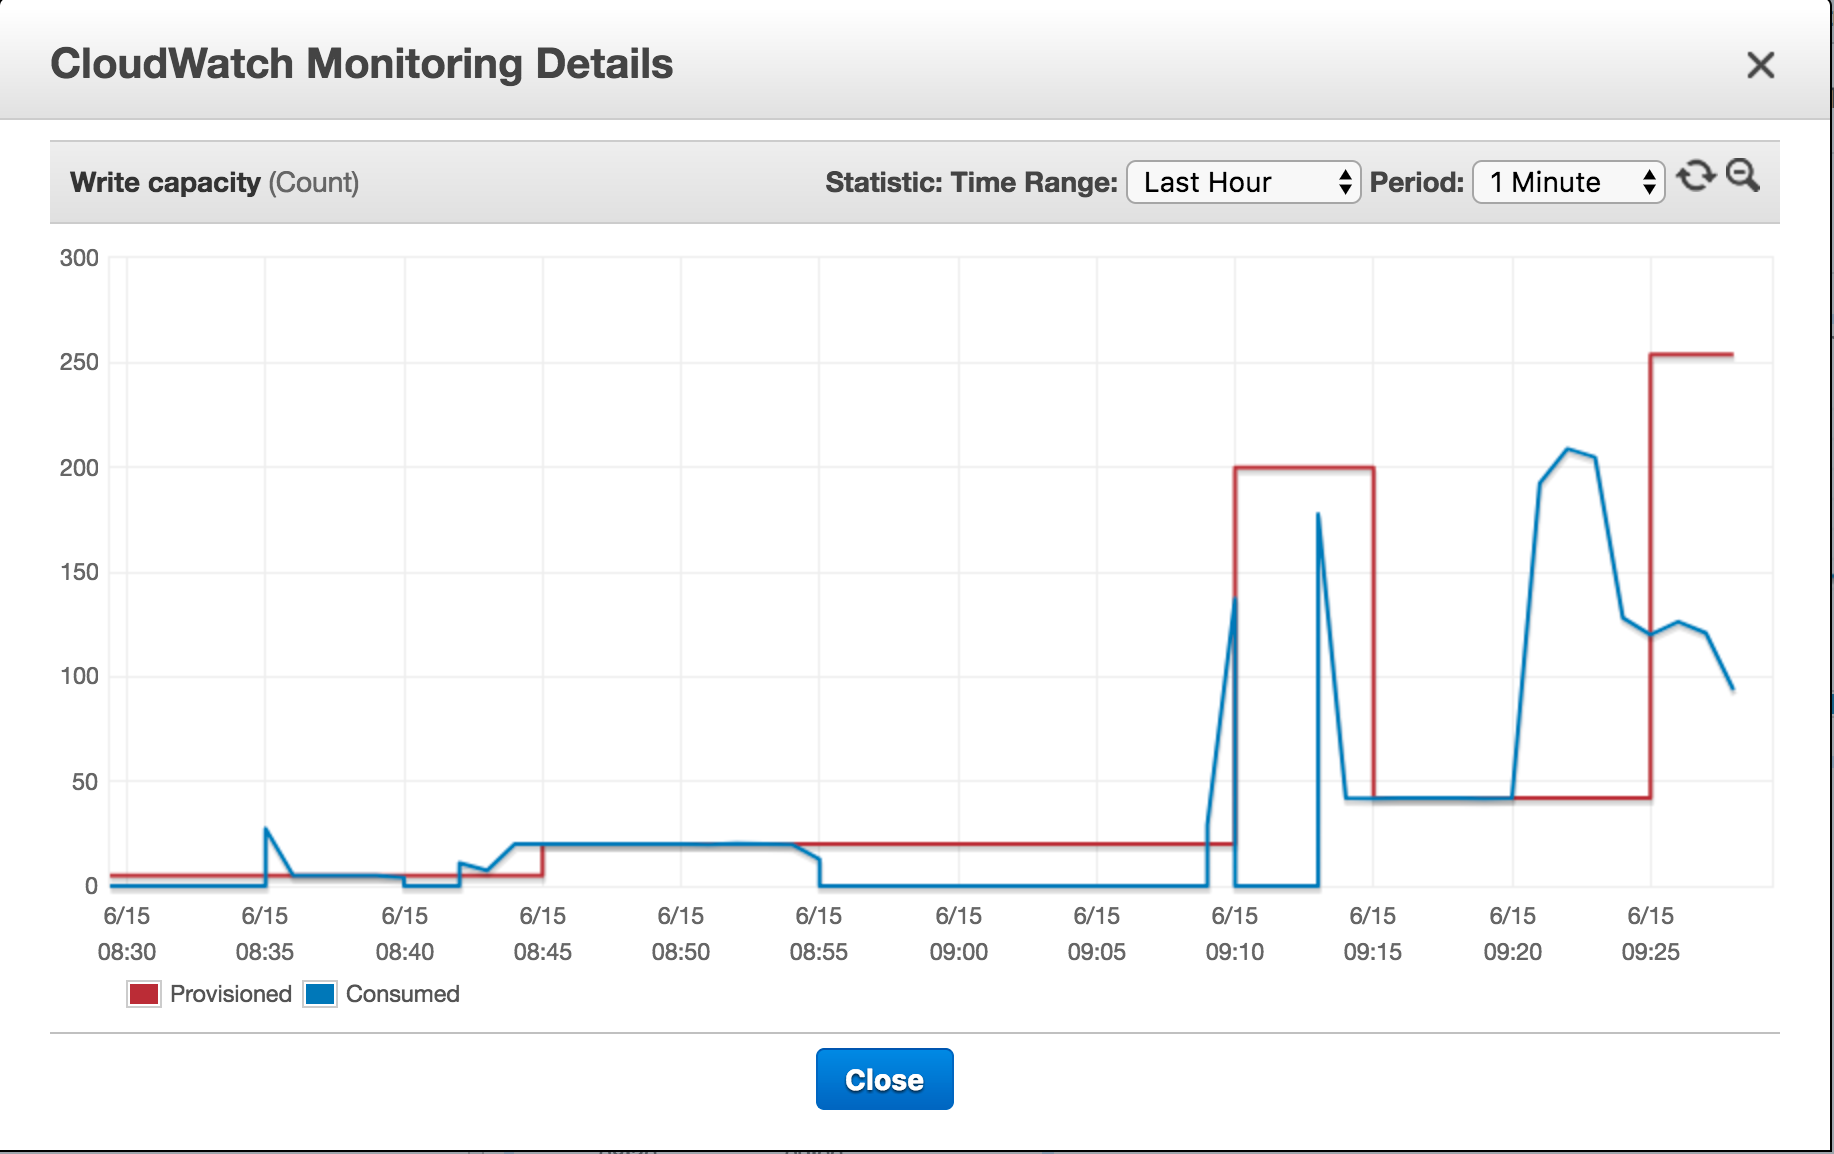 CloudWatch Monitoring Details
Write capacity (Count) Statistic: Time Range: Last Hour Period: 1 Minute
300
250
200
150
100
50
0
6/15 6/15 6/15 6/15 6/15 6/15 6/15 6/15 6/15 6/15 6/15 6/15
08:30 08:35 08:40 08:45 08:50 08:55 09:00 09:05 09:10 09:15 09:20 09:25
Provisioned Consumed
Close